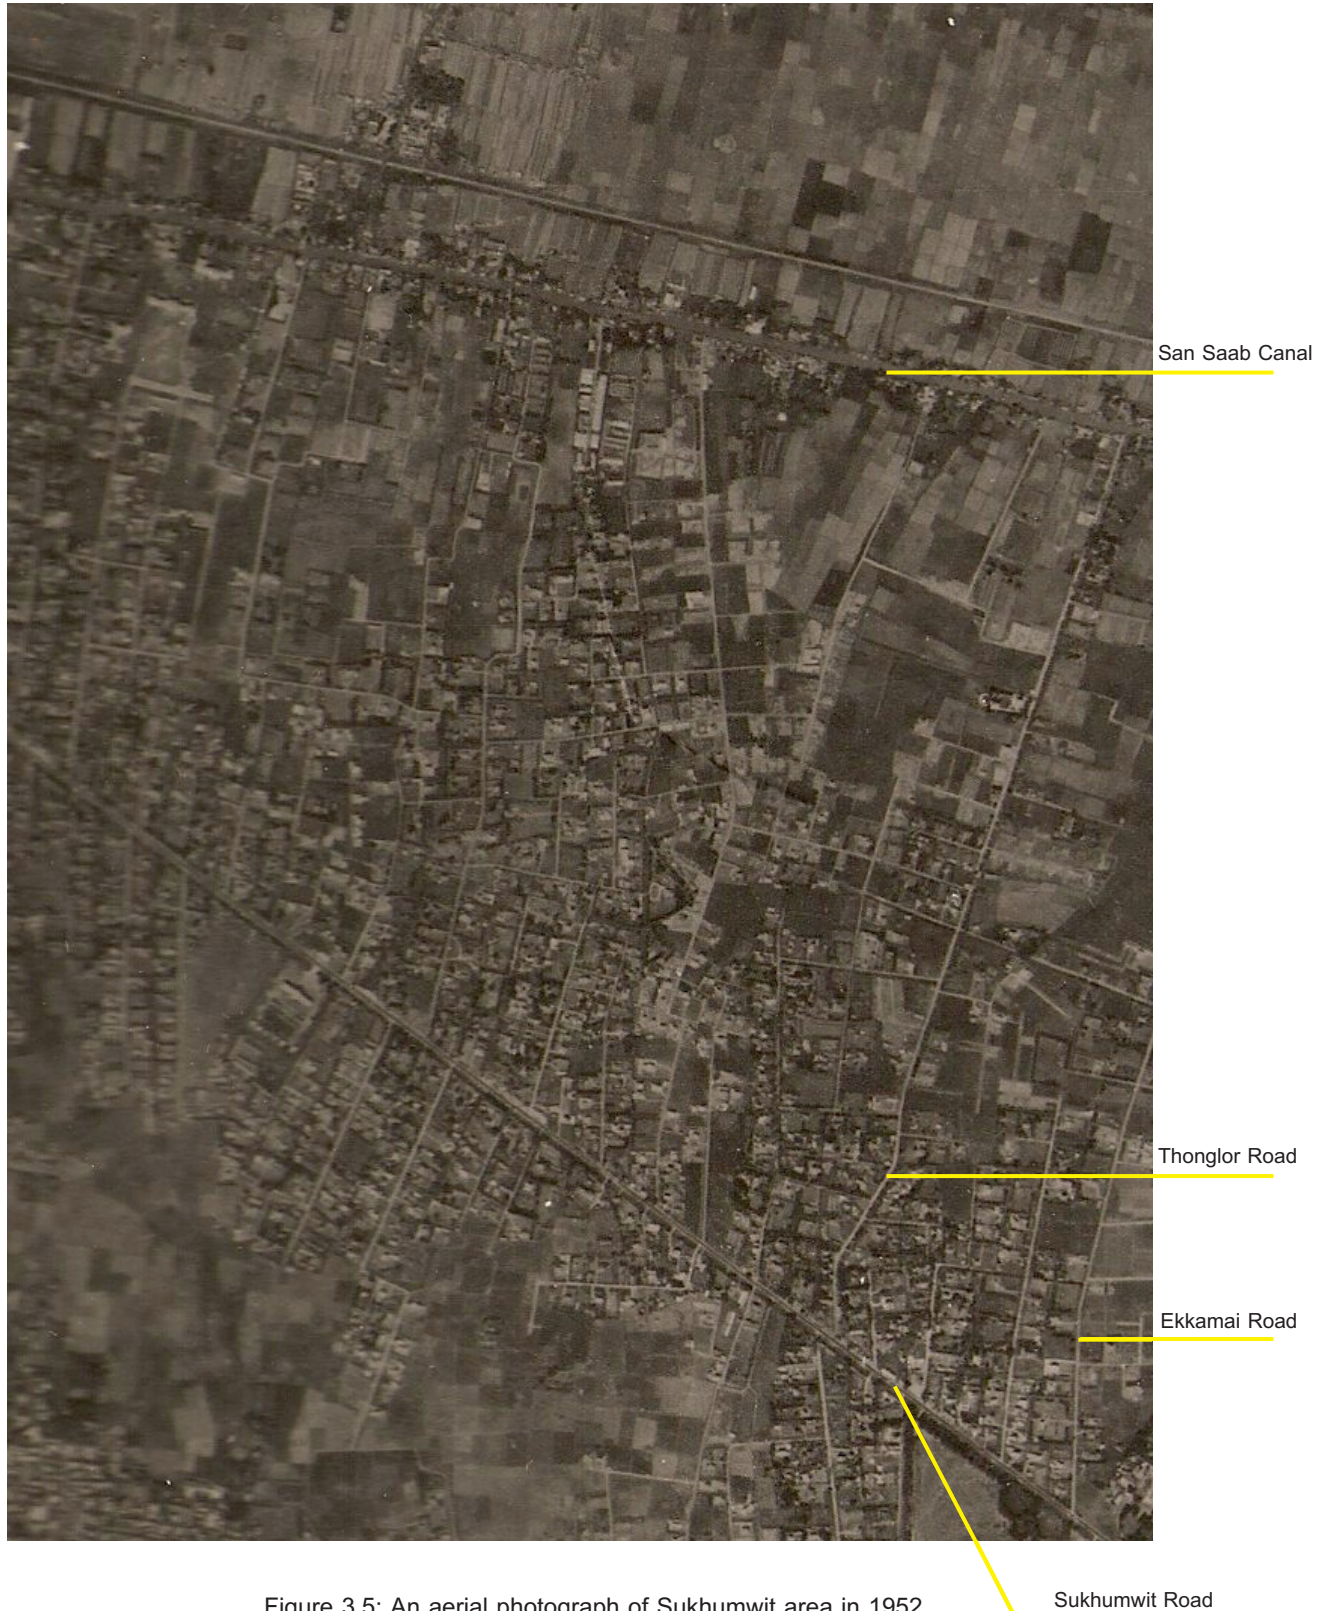 San Saab Canal
Thonglor Road
Ekkamai Road
Sukhumwit Road
Figure 3.5: An aerial photograph of Sukhumwit area in 1952